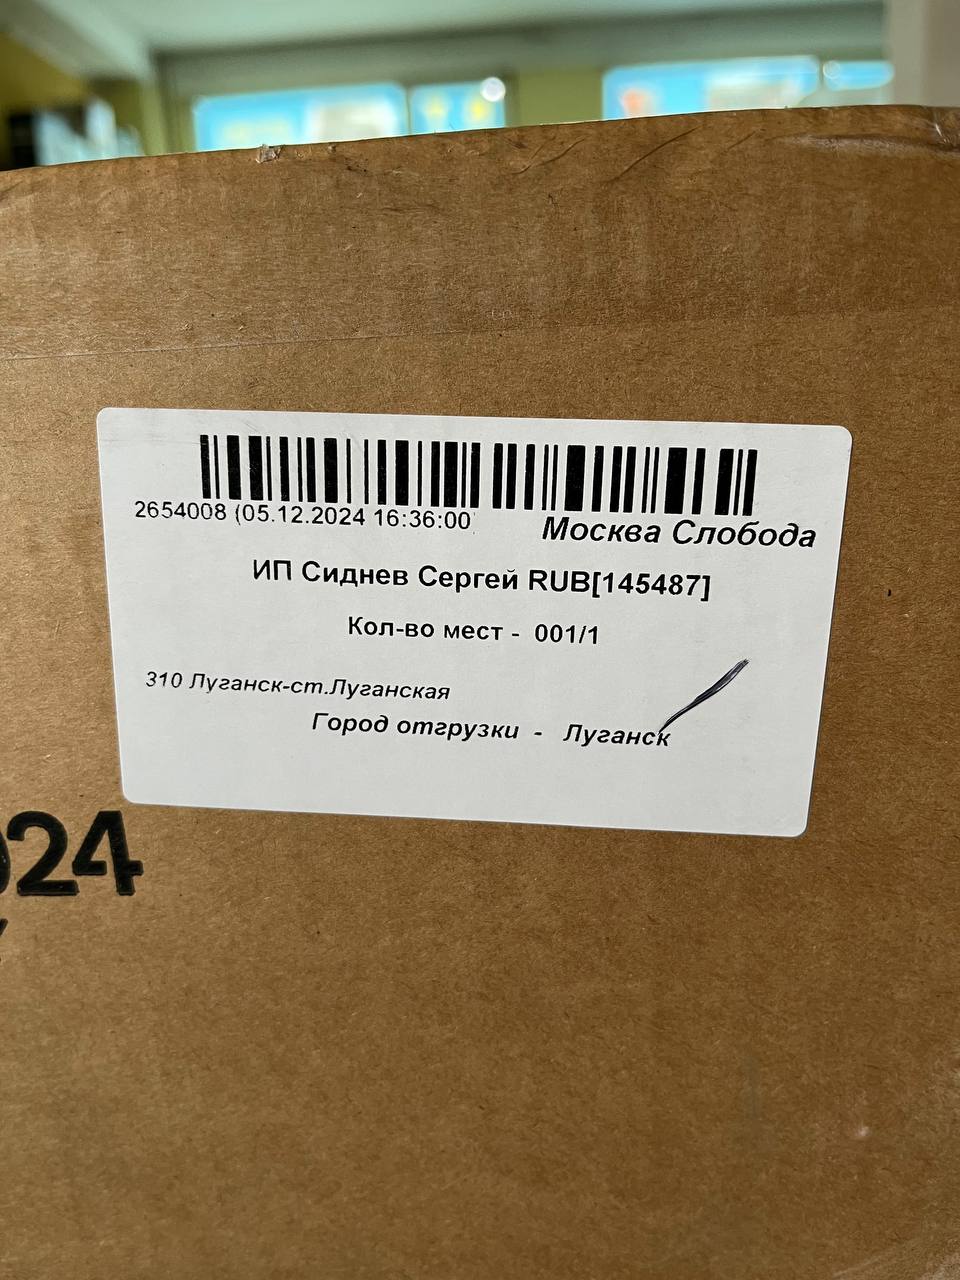 2654008 (05.12.2024 16:36:00
Москва Слобода
ИП Сиднев Сергей RUB[145487]
Кол-во мест - 001/1
310 Луганск-ст.Луганская
Город отгрузки - Луганск
024